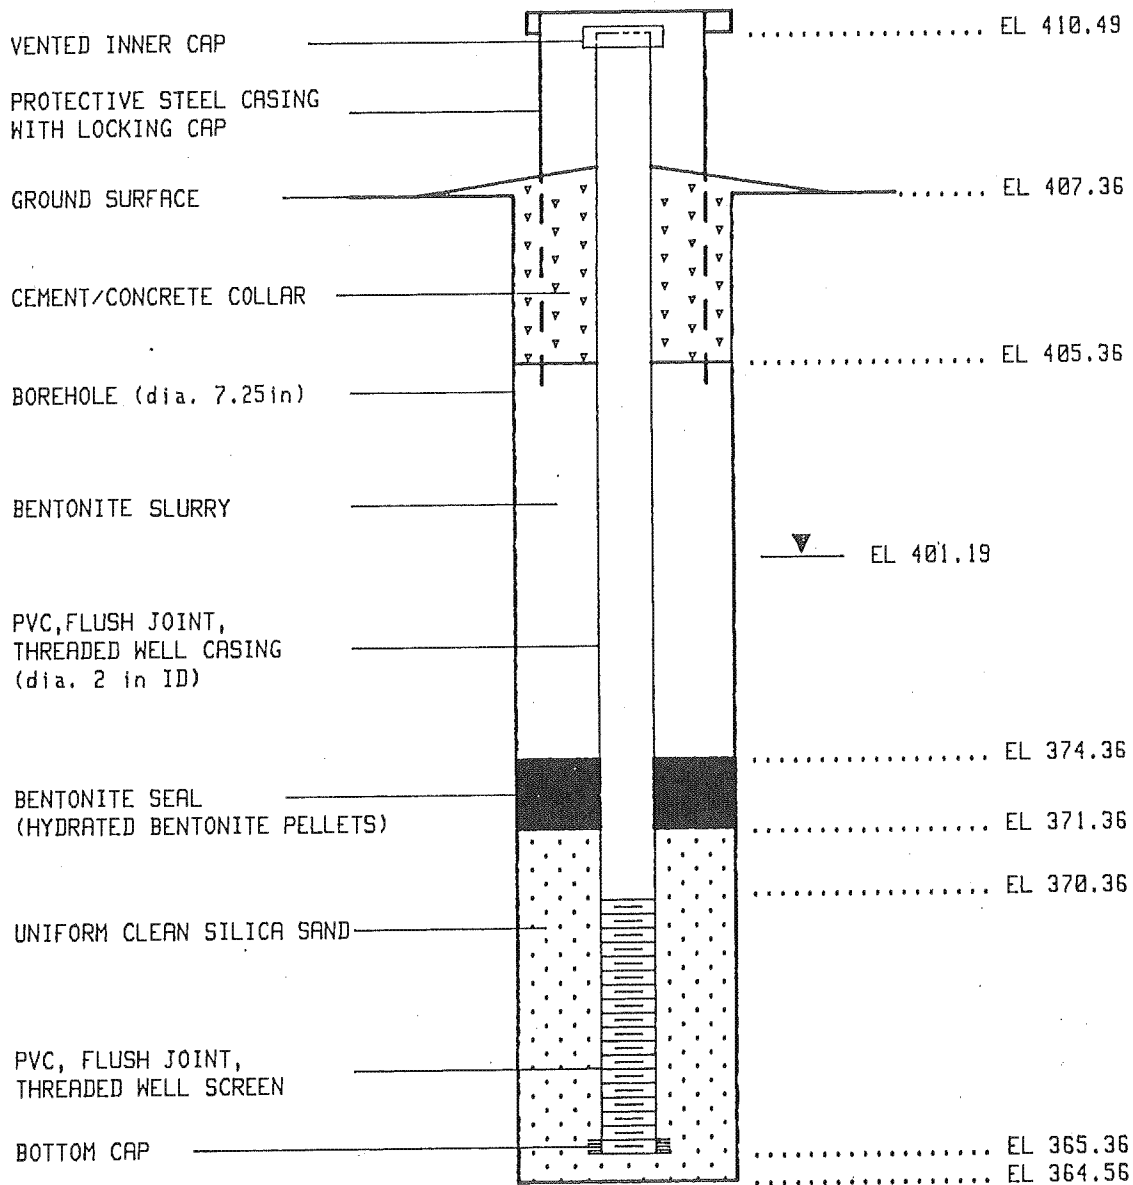 VENTED INNER CAP
EL 410.49
PROTECTIVE STEEL CASING
WITH LOCKING CAP
GROUND SURFACE
EL 407.36
CEMENT/CONCRETE COLLAR
EL 405.36
BOREHOLE (dia. 7.25in)
BENTONITE SLURRY
EL 401.19
PVC,FLUSH JOINT,
THREADED WELL CASING
(dia. 2 in ID)
EL 374.36
BENTONITE SEAL
(HYDRATED BENTONITE PELLETS)
EL 371.36
EL 370.36
UNIFORM CLEAN SILICA SAND
PVC, FLUSH JOINT,
THREADED WELL SCREEN
BOTTOM CAP
EL 365.36
EL 364.56